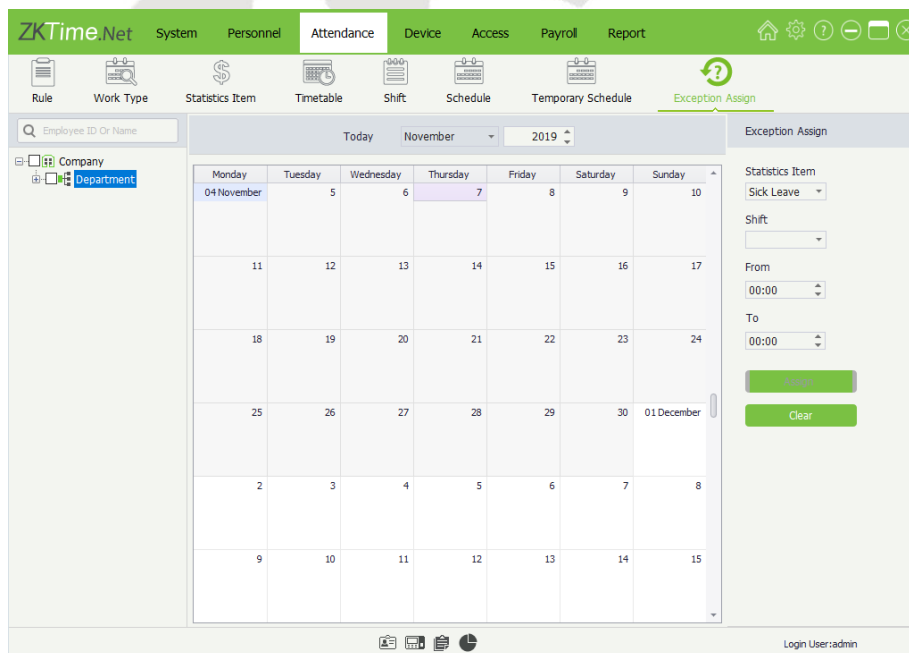 ZKTime.Net System Personnel Attendance Device Access Payroll Report
Rule Work Type Statistics Item Timetable Shift Schedule Temporary Schedule Exception Assign
Employee ID Or Name
Company
Department
Today November 2019
Monday Tuesday Wednesday Thursday Friday Saturday Sunday
04 November 5 6 7 8 9 10
11 12 13 14 15 16 17
18 19 20 21 22 23 24
25 26 27 28 29 30 01 December
2 3 4 5 6 7 8
9 10 11 12 13 14 15
Exception Assign
Statistics Item
Sick Leave
Shift
From
00:00
To
00:00
Clear
Login User:admin